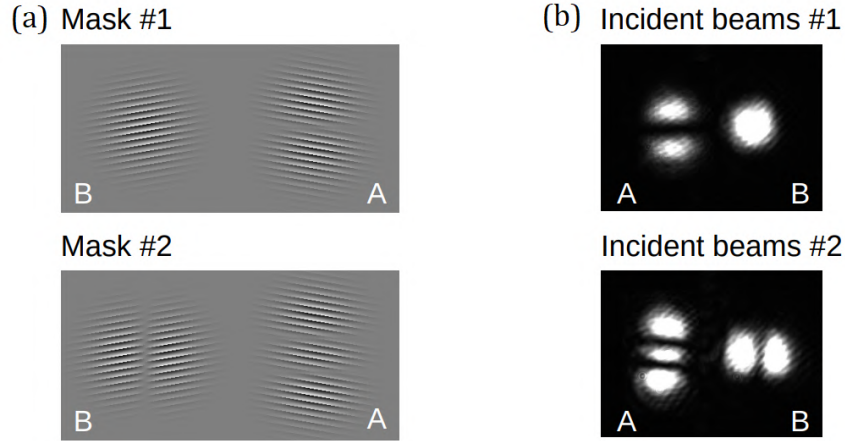 (a) Mask #1
B A
Mask #2
B A
(b) Incident beams #1
A B
Incident beams #2
A B